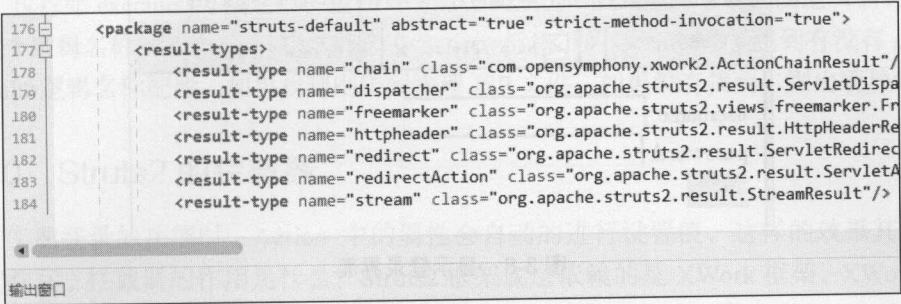 176 <package name="struts-default" abstract="true" strict-method-invocation="true">
177 <result-types>
178 <result-type name="chain" class="com.opensymphony.xwork2.ActionChainResult"/
179 <result-type name="dispatcher" class="org.apache.struts2.result.ServletDispa
180 <result-type name="freemarker" class="org.apache.struts2.views.freemarker.Fr
181 <result-type name="httpheader" class="org.apache.struts2.result.HttpHeaderRe
182 <result-type name="redirect" class="org.apache.struts2.result.ServletRedirec
183 <result-type name="redirectAction" class="org.apache.struts2.result.ServletA
184 <result-type name="stream" class="org.apache.struts2.result.StreamResult"/>
输出窗口